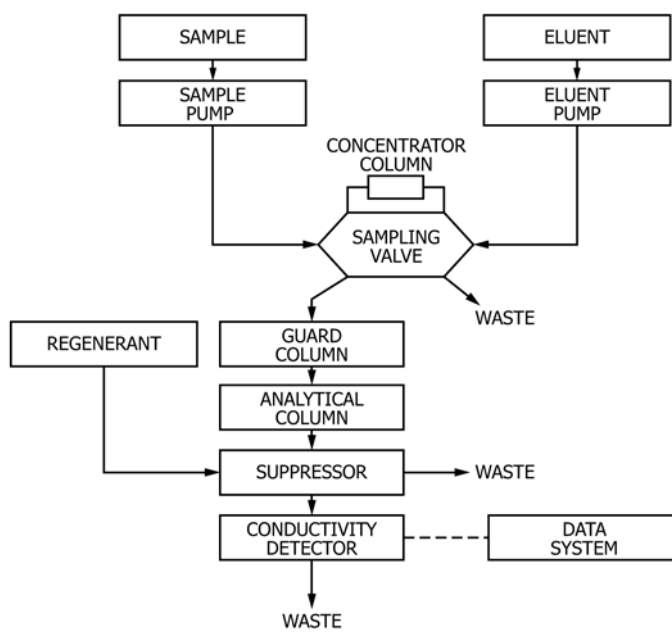 SAMPLE
ELUENT
SAMPLE
PUMP
ELUENT
PUMP
CONCENTRATOR
COLUMN
SAMPLING
VALVE
WASTE
GUARD
COLUMN
REGENERANT
ANALYTICAL
COLUMN
SUPPRESSOR
WASTE
CONDUCTIVITY
DETECTOR
DATA
SYSTEM
WASTE